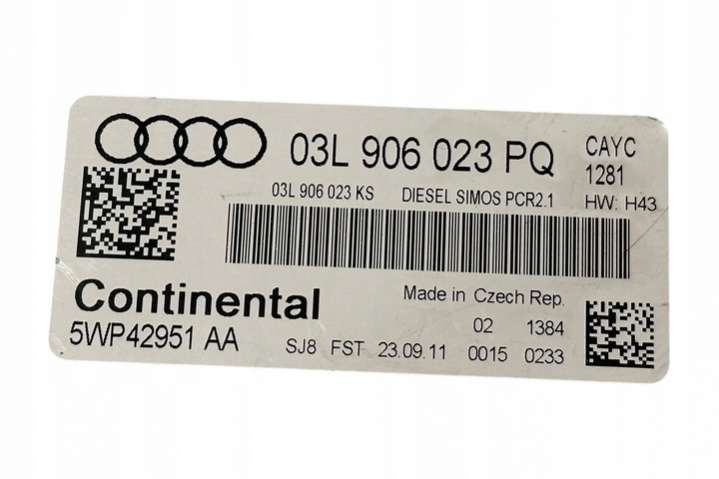 03L 906 023 PQ CAYC
1281
03L 906 023 KS DIESEL SIMOS PCR2.1 HW: H43
Continental Made in Czech Rep.
02 1384
5WP42951 AA SJ8 FST 23.09.11 0015 0233